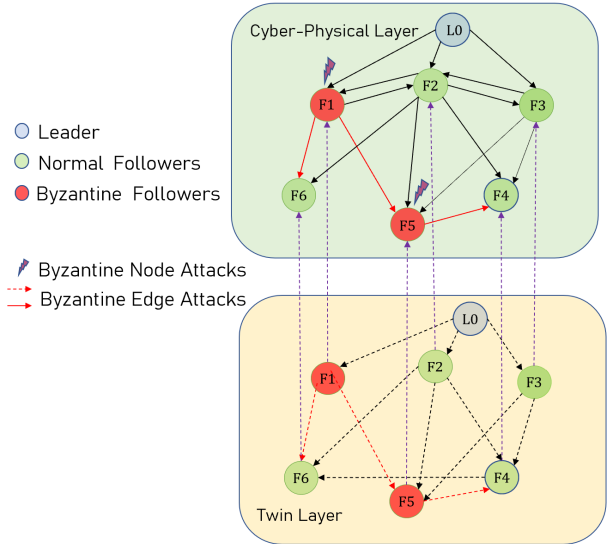 Cyber-Physical Layer
L0
F1
F2
F3
F6
F5
F4
Leader
Normal Followers
Byzantine Followers
Byzantine Node Attacks
Byzantine Edge Attacks
L0
F1
F2
F3
F6
F5
F4
Twin Layer